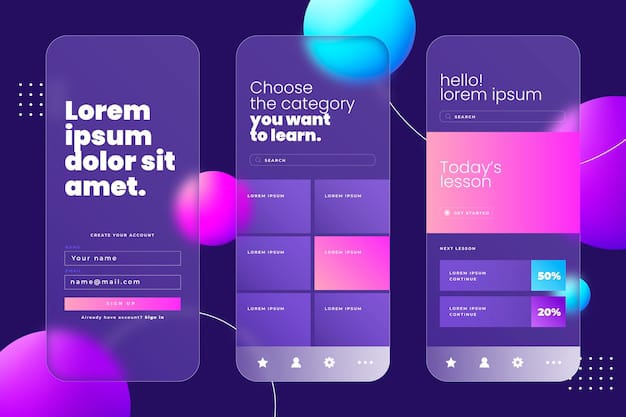 Lorem
ipsum
dolor sit
amet.
CREATE YOUR ACCOUNT
NAME
Your name
EMAIL
name@mail.com
SIGN UP
Already have account? Sign in
Choose
the category
you want
to learn.
SEARCH
LOREM IPSUM
LOREM IPSUM
LOREM IPSUM
LOREM IPSUM
LOREM IPSUM
LOREM IPSUM
hello!
lorem ipsum
SEARCH
Today's
lesson
GET STARTED
NEXT LESSON
LOREM IPSUM
CONTINUE
50%
LOREM IPSUM
CONTINUE
20%